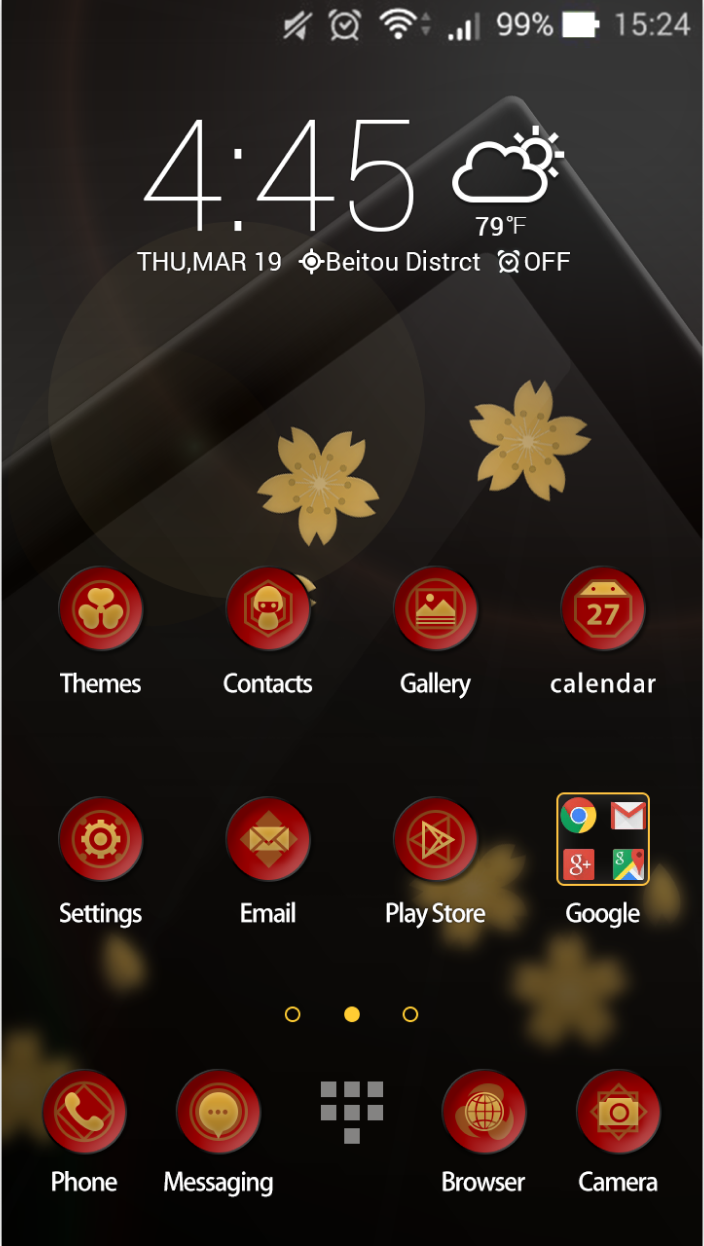 99% 15:24
4:45
79°F
THU,MAR 19 Beitou Distrct OFF
Themes Contacts Gallery calendar
27
Settings Email Play Store Google
g+ g
Phone Messaging Browser Camera